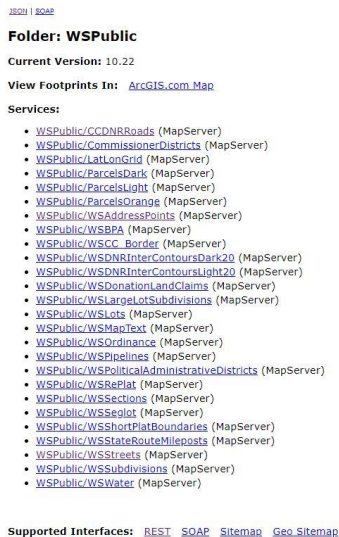 JSON | SOAP
Folder: WSPublic
Current Version: 10.22
View Footprints In: ArcGIS.com Map
Services:
• WSPublic/CCDNRRoads (MapServer)
• WSPublic/CommissionerDistricts (MapServer)
• WSPublic/LatLonGrid (MapServer)
• WSPublic/ParcelsDark (MapServer)
• WSPublic/ParcelsLight (MapServer)
• WSPublic/ParcelsOrange (MapServer)
• WSPublic/WSAddressPoints (MapServer)
• WSPublic/WSBPA (MapServer)
• WSPublic/WSCC_Border (MapServer)
• WSPublic/WSDNRInterContoursDark20 (MapServer)
• WSPublic/WSDNRInterContoursLight20 (MapServer)
• WSPublic/WSDonationLandClaims (MapServer)
• WSPublic/WSLargeLotSubdivisions (MapServer)
• WSPublic/WSLots (MapServer)
• WSPublic/WSMapText (MapServer)
• WSPublic/WSOrdinance (MapServer)
• WSPublic/WSPipelines (MapServer)
• WSPublic/WSPoliticalAdministrativeDistricts (MapServer)
• WSPublic/WSRePlat (MapServer)
• WSPublic/WSSections (MapServer)
• WSPublic/WSSeglot (MapServer)
• WSPublic/WSShortPlatBoundaries (MapServer)
• WSPublic/WSStateRouteMileposts (MapServer)
• WSPublic/WSStreets (MapServer)
• WSPublic/WSSubdivisions (MapServer)
• WSPublic/WSWater (MapServer)
Supported Interfaces: REST SOAP Sitemap Geo Sitemap